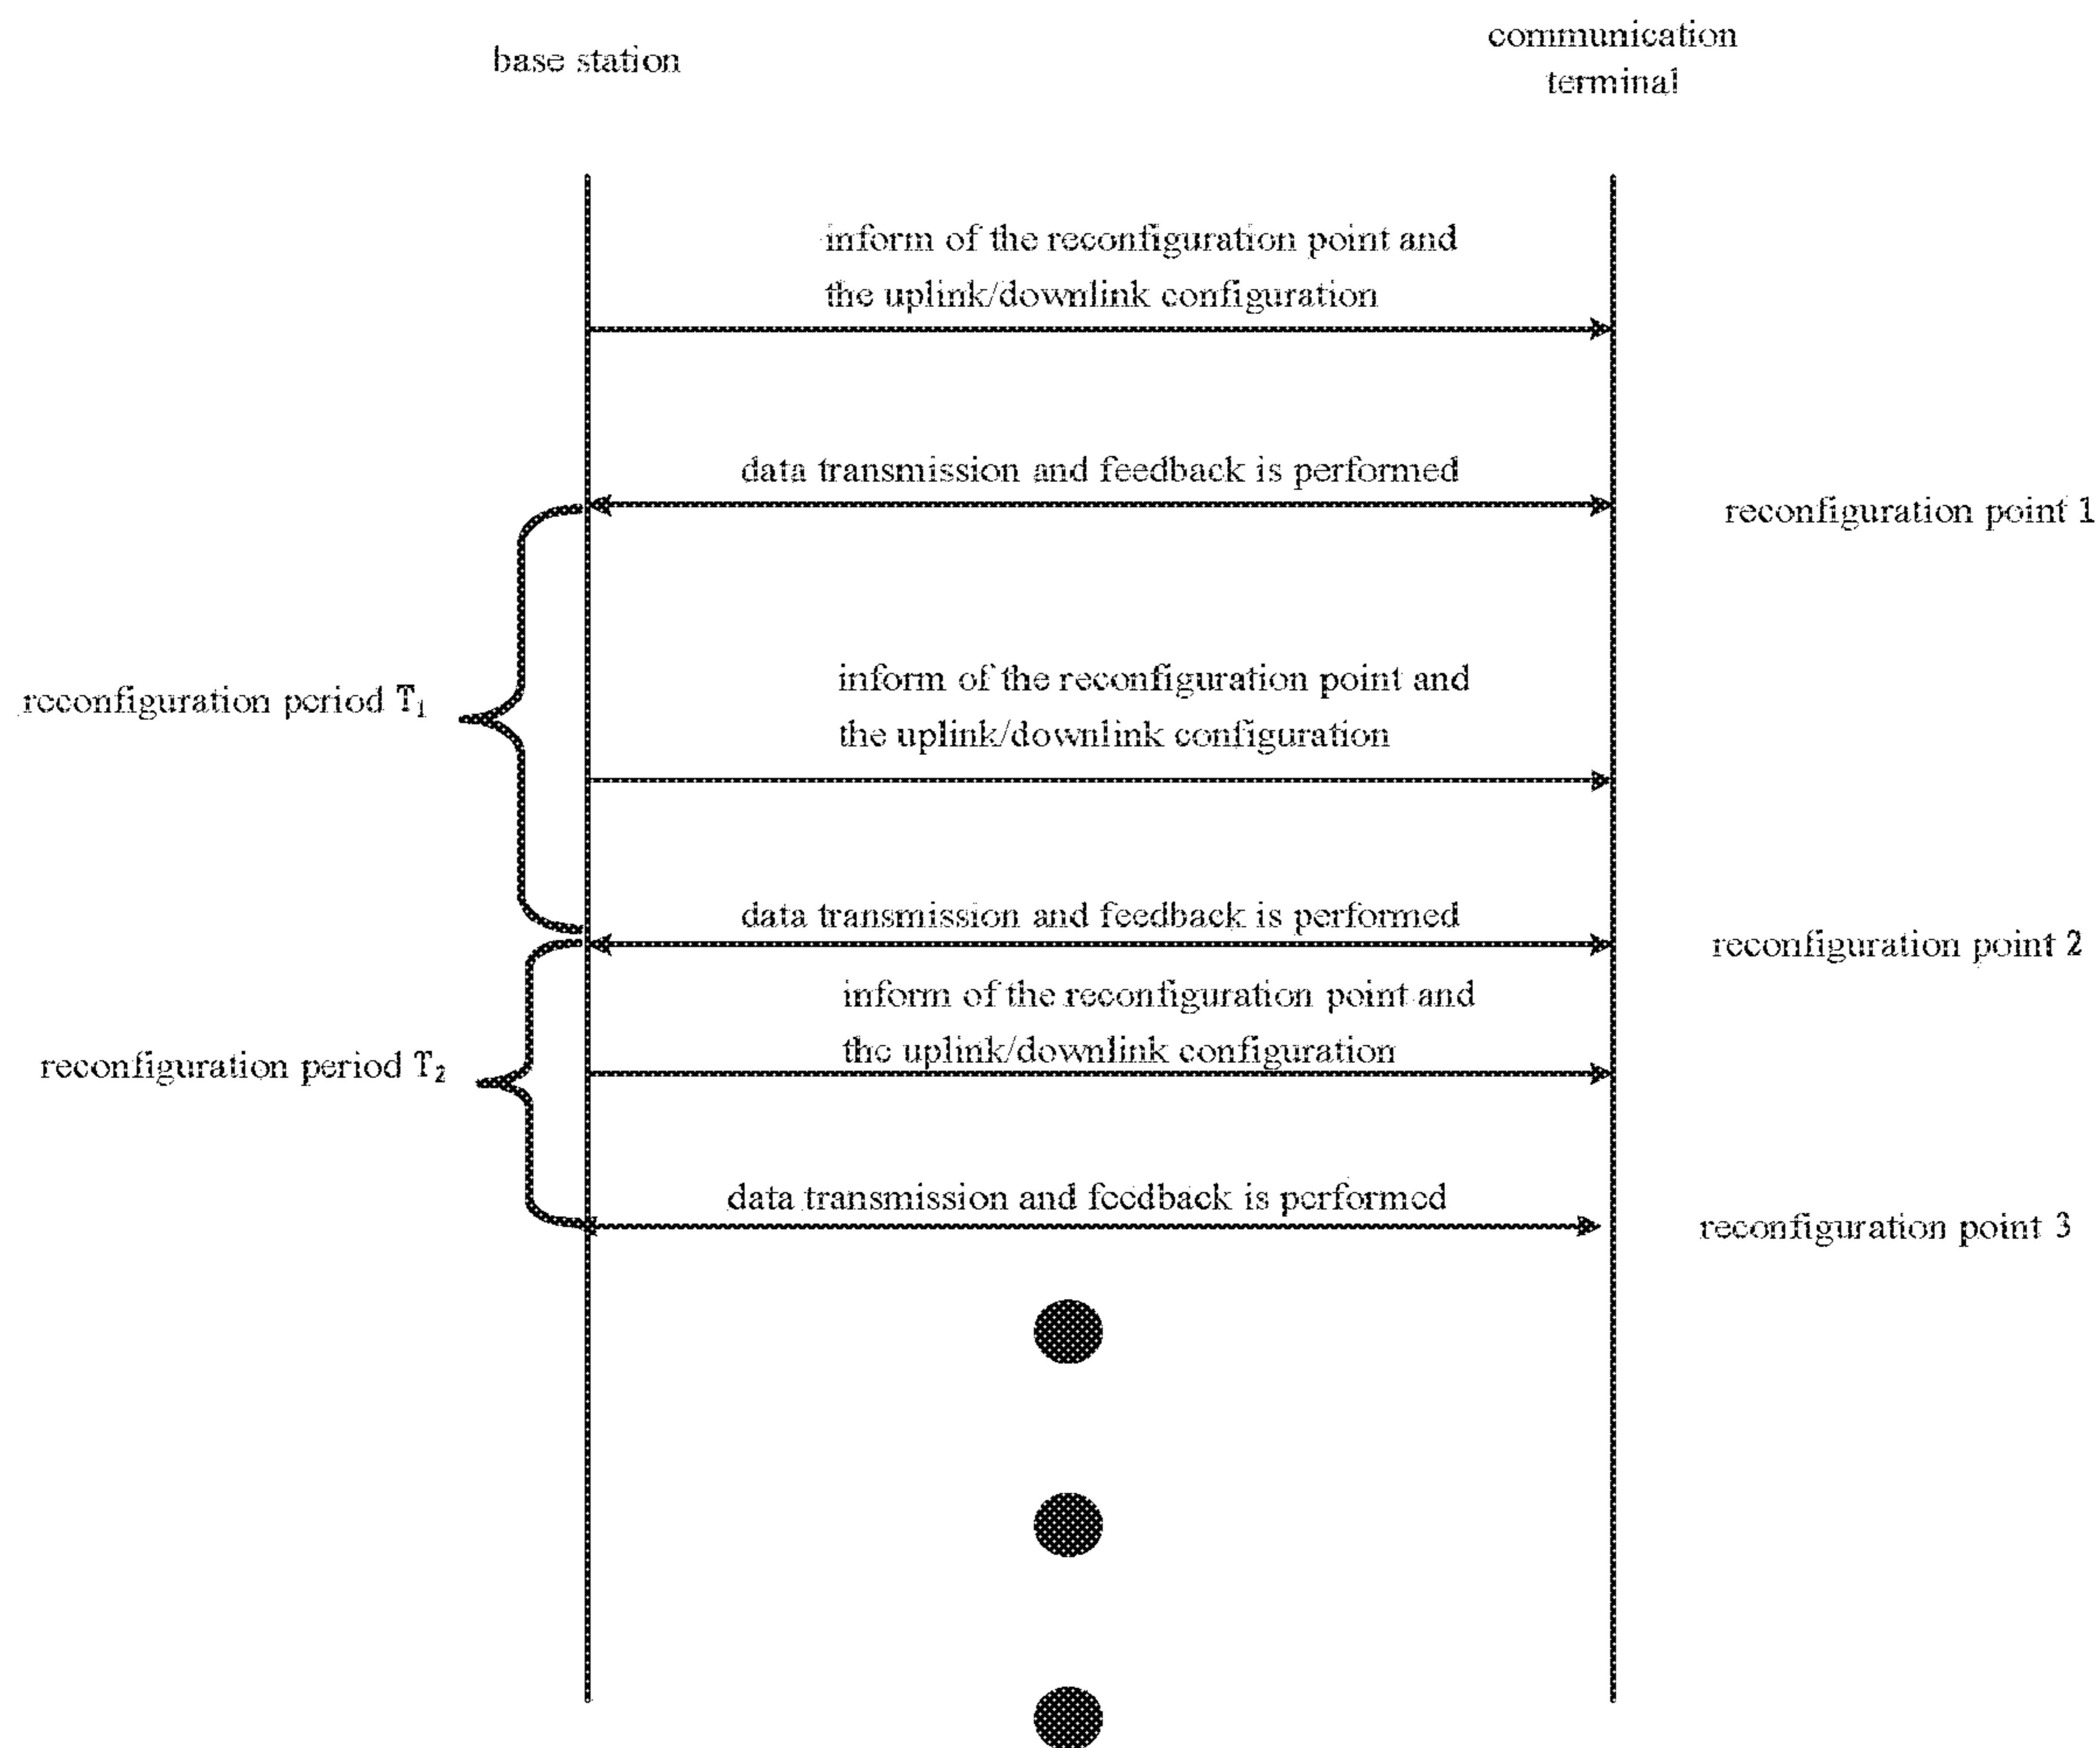 base station
communication
terminal
inform of the reconfiguration point and
the uplink/downlink configuration
data transmission and feedback is performed
reconfiguration point 1
inform of the reconfiguration point and
the uplink/downlink configuration
reconfiguration period T₁
data transmission and feedback is performed
reconfiguration point 2
inform of the reconfiguration point and
the uplink/downlink configuration
reconfiguration period T₂
data transmission and feedback is performed
reconfiguration point 3